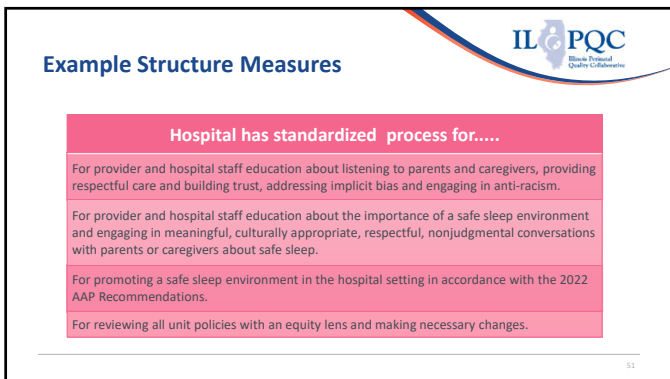 IL PQC
Illinois Perinatal
Quality Collaborative
Example Structure Measures
Hospital has standardized process for.....
For provider and hospital staff education about listening to parents and caregivers, providing
respectful care and building trust, addressing implicit bias and engaging in anti-racism.
For provider and hospital staff education about the importance of a safe sleep environment
and engaging in meaningful, culturally appropriate, respectful, nonjudgmental conversations
with parents or caregivers about safe sleep.
For promoting a safe sleep environment in the hospital setting in accordance with the 2022
AAP Recommendations.
For reviewing all unit policies with an equity lens and making necessary changes.
51